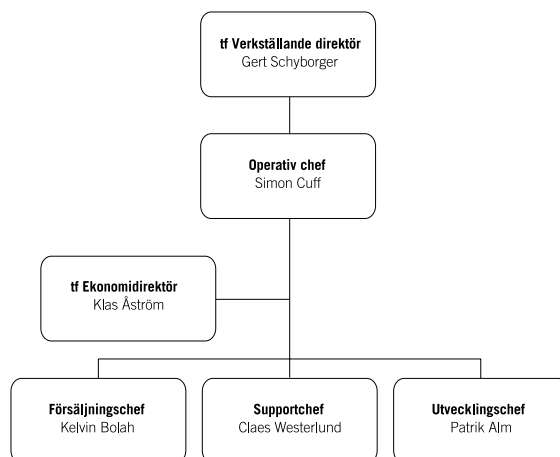 tf Verkställande direktör
Gert Schyborger
Operativ chef
Simon Cuff
tf Ekonomidirektör
Klas Åström
Försäljningschef
Kelvin Bolah
Supportchef
Claes Westerlund
Utvecklingschef
Patrik Alm